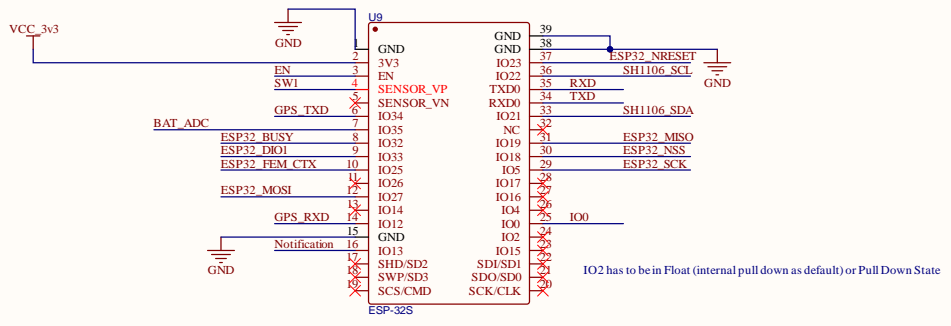 U9
VCC_3v3
GND
1 GND
2 3V3
EN 3 EN
SW1 4 SENSOR_VP
5 SENSOR_VN
GPS_TXD 6 IO34
BAT_ADC 7 IO35
ESP32_BUSY 8 IO32
ESP32_DIO1 9 IO33
ESP32_FEM_CTX 10 IO25
11 IO26
ESP32_MOSI 12 IO27
13 IO14
GPS_RXD 14 IO12
15 GND
GND
Notification 16 IO13
17 SHD/SD2
18 SWP/SD3
19 SCS/CMD
GND 39
GND 38
GND
IO23 37 ESP32_NRESET
IO22 36 SH1106_SCL
TXD0 35 RXD
RXD0 34 TXD
IO21 33 SH1106_SDA
NC 32
IO19 31 ESP32_MISO
IO18 30 ESP32_NSS
IO5 29 ESP32_SCK
IO17 28
IO16 27
IO4 26
IO0 25 IO0
IO2 24
IO15 23
SDI/SD1 22
SDO/SD0 21
SCK/CLK 20
IO2 has to be in Float (internal pull down as default) or Pull Down State
ESP-32S